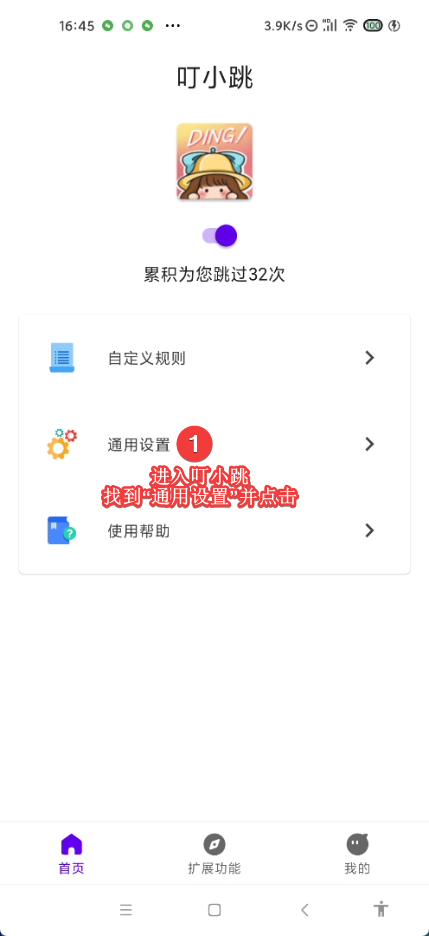 16:45
3.9K/s
HD
100
叮小跳
DING!
累积为您跳过32次
自定义规则
通用设置 1
进入叮小跳
找到“通用设置”并点击
使用帮助
首页
扩展功能
我的